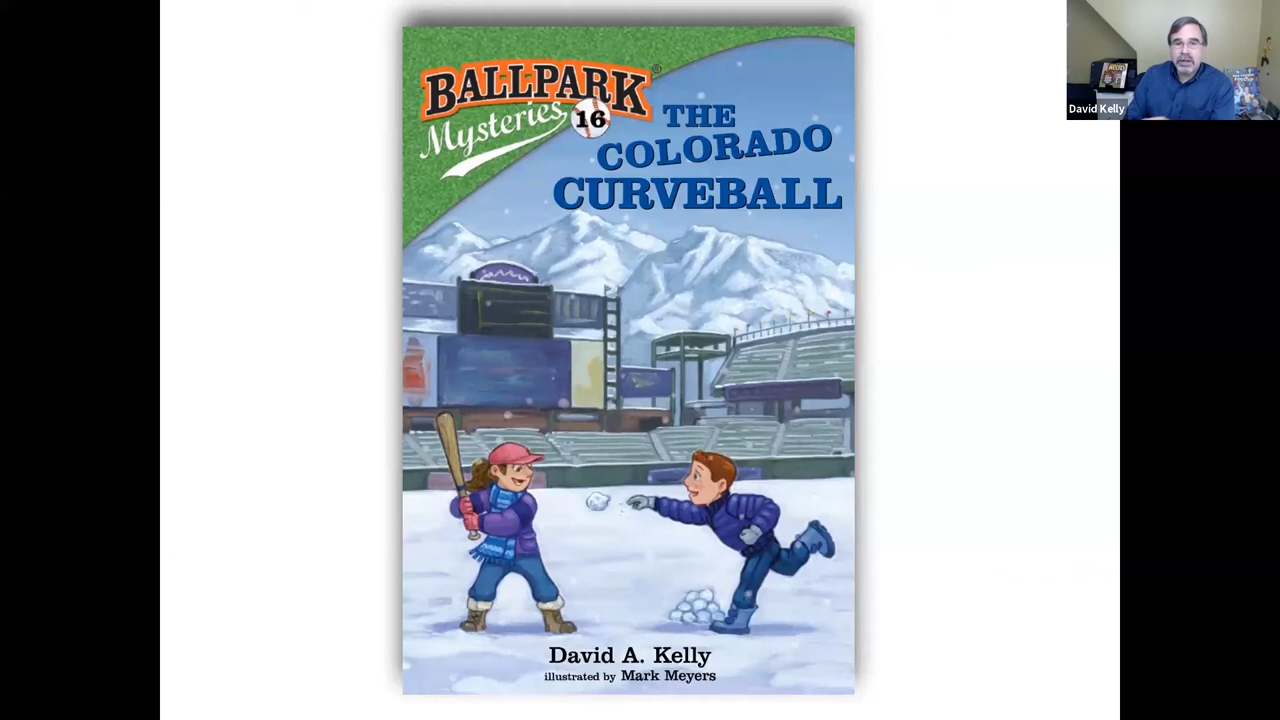 BALLPARK®
Mysteries 16
THE
COLORADO
CURVEBALL
David A. Kelly
illustrated by Mark Meyers
David Kelly